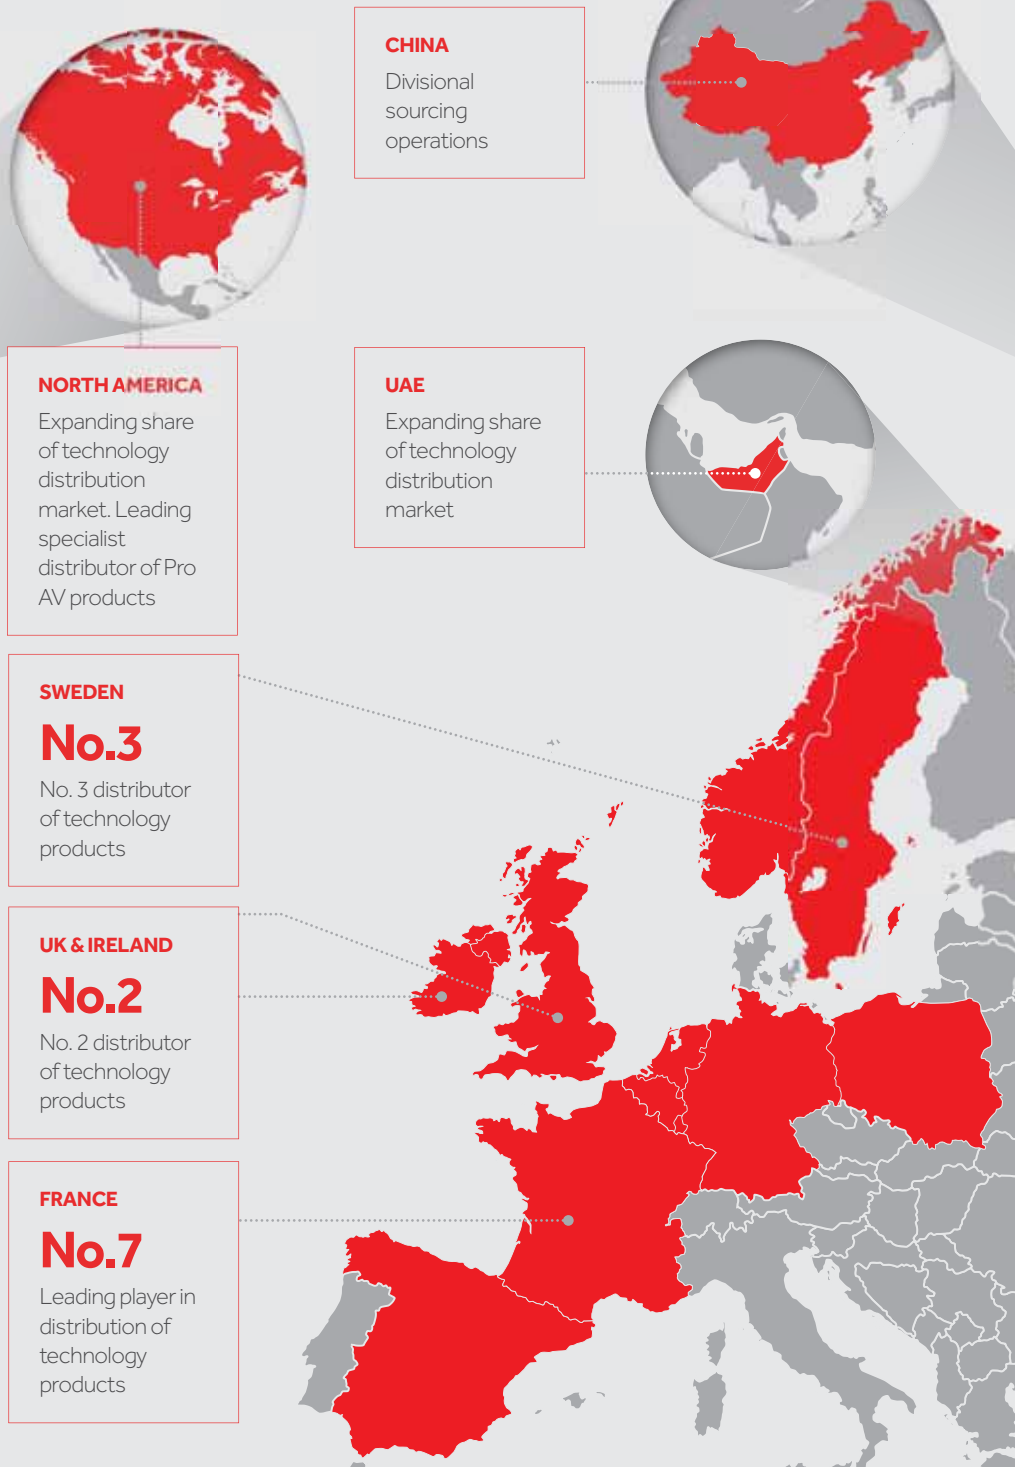 CHINA
Divisional
sourcing
operations
NORTH AMERICA
Expanding share
of technology
distribution
market. Leading
specialist
distributor of Pro
AV products
UAE
Expanding share
of technology
distribution
market
SWEDEN
No.3
No. 3 distributor
of technology
products
UK & IRELAND
No.2
No. 2 distributor
of technology
products
FRANCE
No.7
Leading player in
distribution of
technology
products